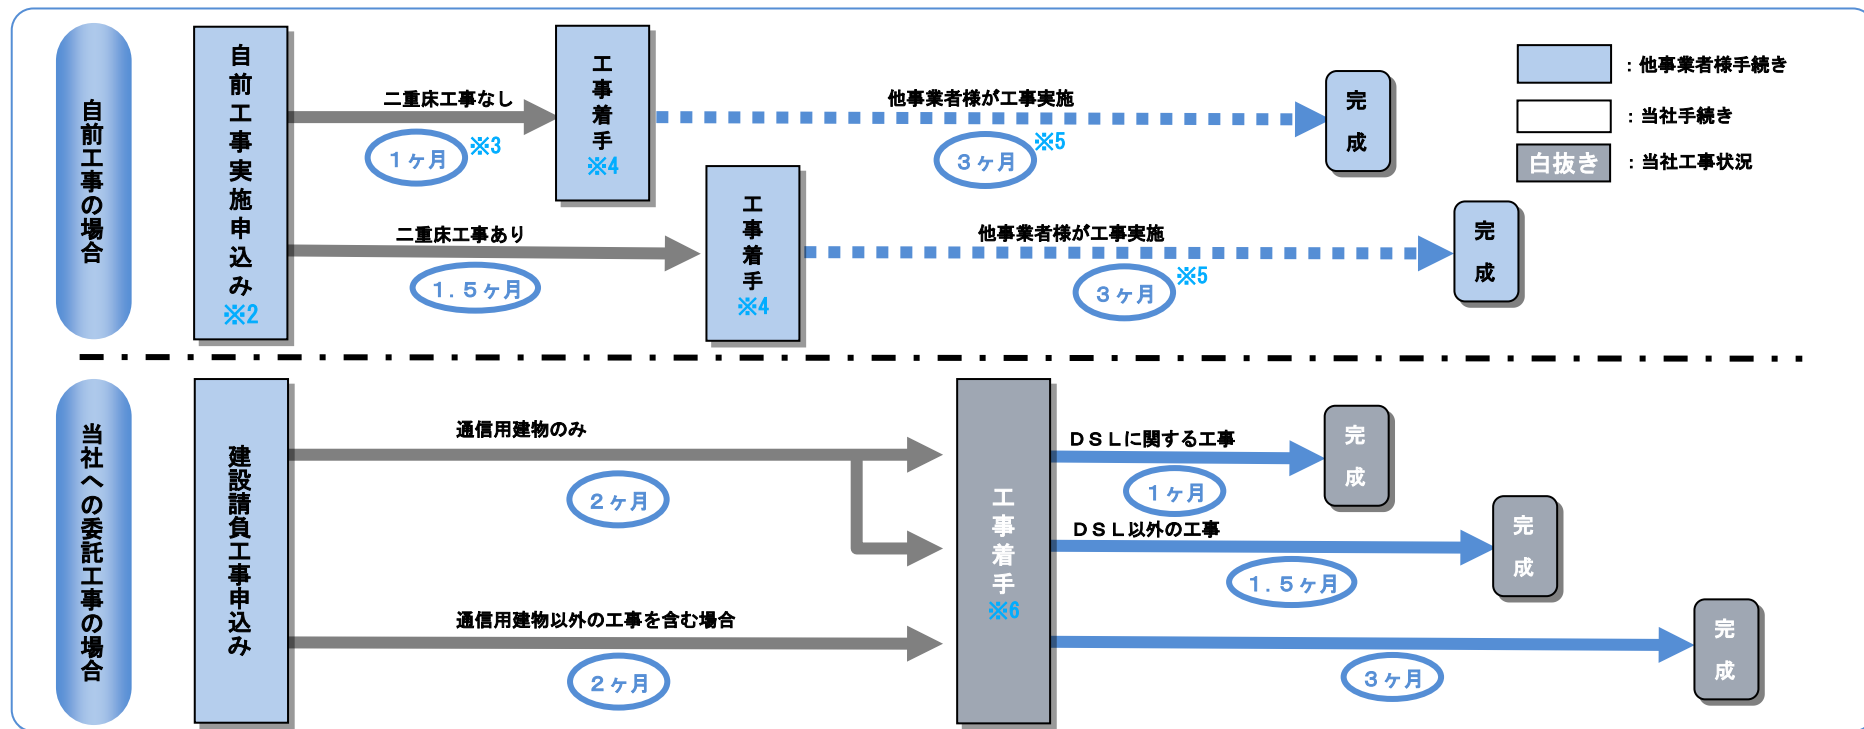 自前工事の場合
自前工事実施申込み
※2
二重床工事なし
1ヶ月
※3
工事着手
※4
他事業者様が工事実施
3ヶ月
※5
完成
二重床工事あり
1.5ヶ月
工事着手
※4
他事業者様が工事実施
3ヶ月
※5
完成
:他事業者様手続き
:当社手続き
白抜き
:当社工事状況
当社への委託工事の場合
建設請負工事申込み
通信用建物のみ
2ヶ月
通信用建物以外の工事を含む場合
2ヶ月
工事着手
※6
DSLに関する工事
1ヶ月
完成
DSL以外の工事
1.5ヶ月
完成
3ヶ月
完成